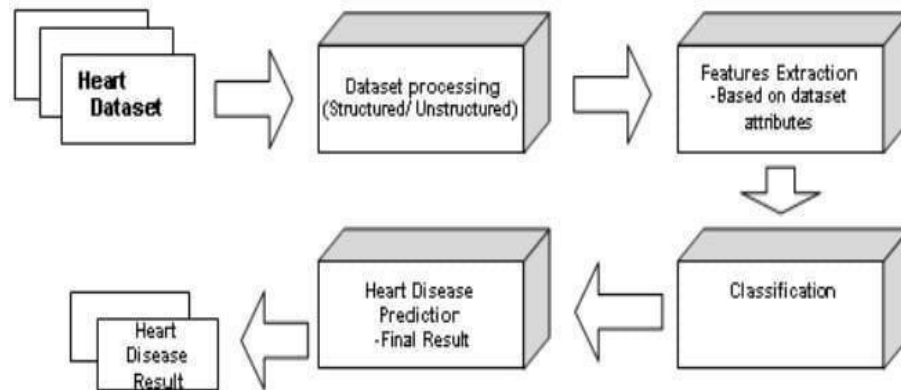 Heart
Dataset
Dataset processing
(Structured/ Unstructured)
Features Extraction
-Based on dataset
attributes
Classification
Heart Disease
Prediction
-Final Result
Heart
Disease
Result